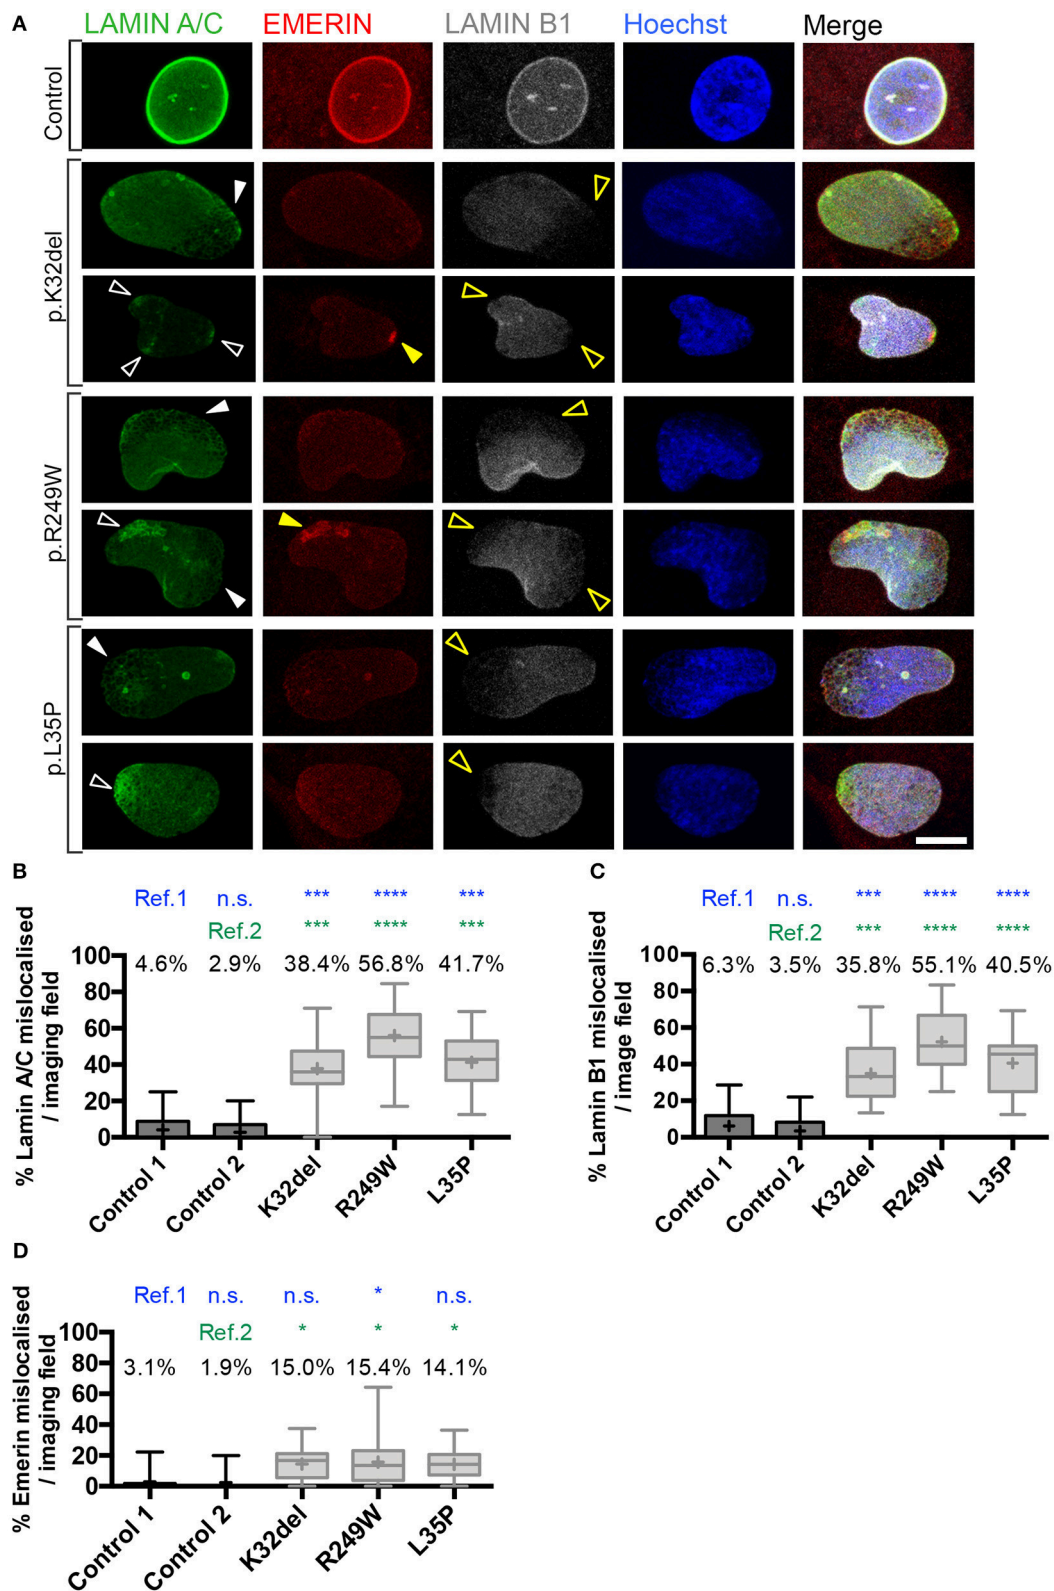 A
LAMIN A/C EMERIN LAMIN B1 Hoechst Merge
Control
p.K32del
p.R249W
p.L35P
B
Ref.1 n.s. *** **** ***
Ref.2 *** **** ***
4.6% 2.9% 38.4% 56.8% 41.7%
% Lamin A/C mislocalised
/ imaging field
100
80
60
40
20
0
Control 1 Control 2 K32del R249W L35P
C
Ref.1 n.s. *** **** ****
Ref.2 *** **** ****
6.3% 3.5% 35.8% 55.1% 40.5%
% Lamin B1 mislocalised
/ image field
100
80
60
40
20
0
Control 1 Control 2 K32del R249W L35P
D
Ref.1 n.s. n.s. * n.s.
Ref.2 * * *
3.1% 1.9% 15.0% 15.4% 14.1%
% Emerin mislocalised
/ imaging field
100
80
60
40
20
0
Control 1 Control 2 K32del R249W L35P